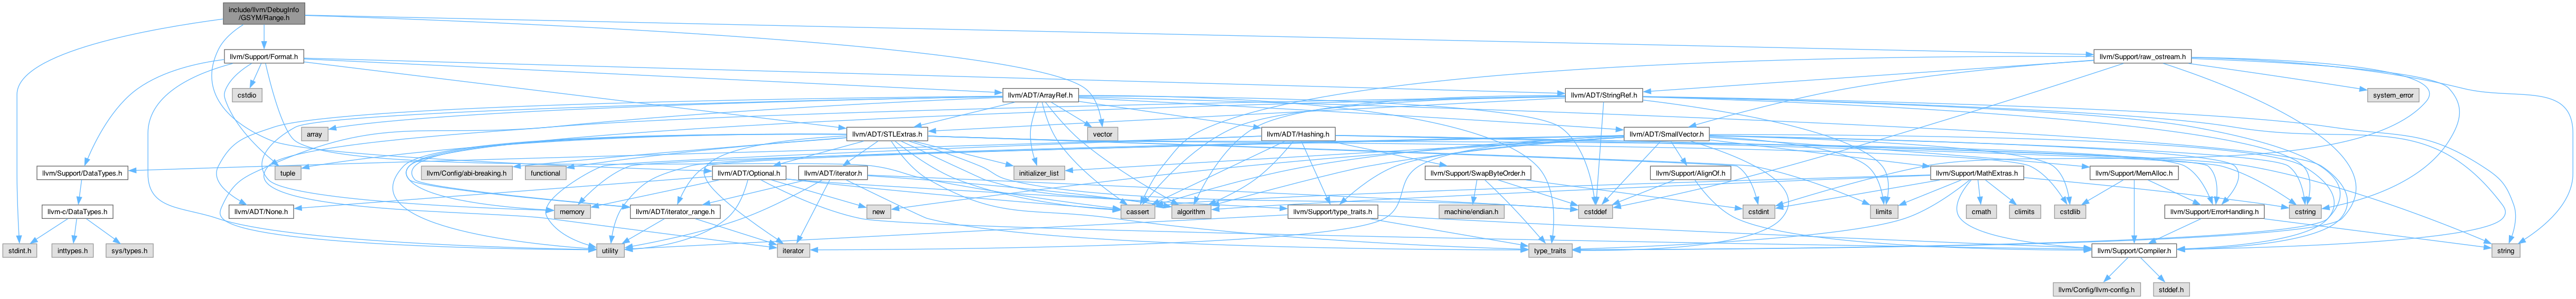 include/llvm/DebugInfo
/GSYM/Range.h
llvm/Support/Format.h
llvm/Support/raw_ostream.h
cstdio
llvm/ADT/ArrayRef.h
llvm/ADT/StringRef.h
system_error
array
llvm/ADT/STLExtras.h
vector
llvm/ADT/Hashing.h
llvm/ADT/SmallVector.h
llvm/Support/DataTypes.h
tuple
llvm/Config/abi-breaking.h
functional
llvm/ADT/Optional.h
llvm/ADT/iterator.h
initializer_list
llvm/Support/SwapByteOrder.h
llvm/Support/AlignOf.h
llvm/Support/MathExtras.h
llvm/Support/MemAlloc.h
llvm-c/DataTypes.h
llvm/ADT/None.h
memory
llvm/ADT/iterator_range.h
new
cassert
algorithm
llvm/Support/type_traits.h
machine/endian.h
cstddef
cstdint
limits
cmath
climits
cstdlib
llvm/Support/ErrorHandling.h
cstring
stdint.h
inttypes.h
sys/types.h
utility
iterator
type_traits
llvm/Support/Compiler.h
string
llvm/Config/llvm-config.h
stddef.h